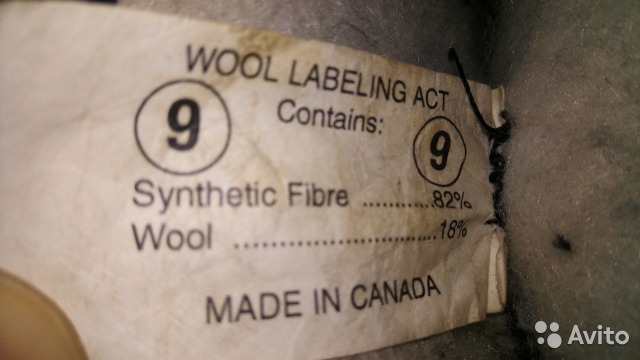 WOOL LABELING ACT
9 Contains: 9
Synthetic Fibre ..........82%
Wool ..........................18%
MADE IN CANADA
Avito